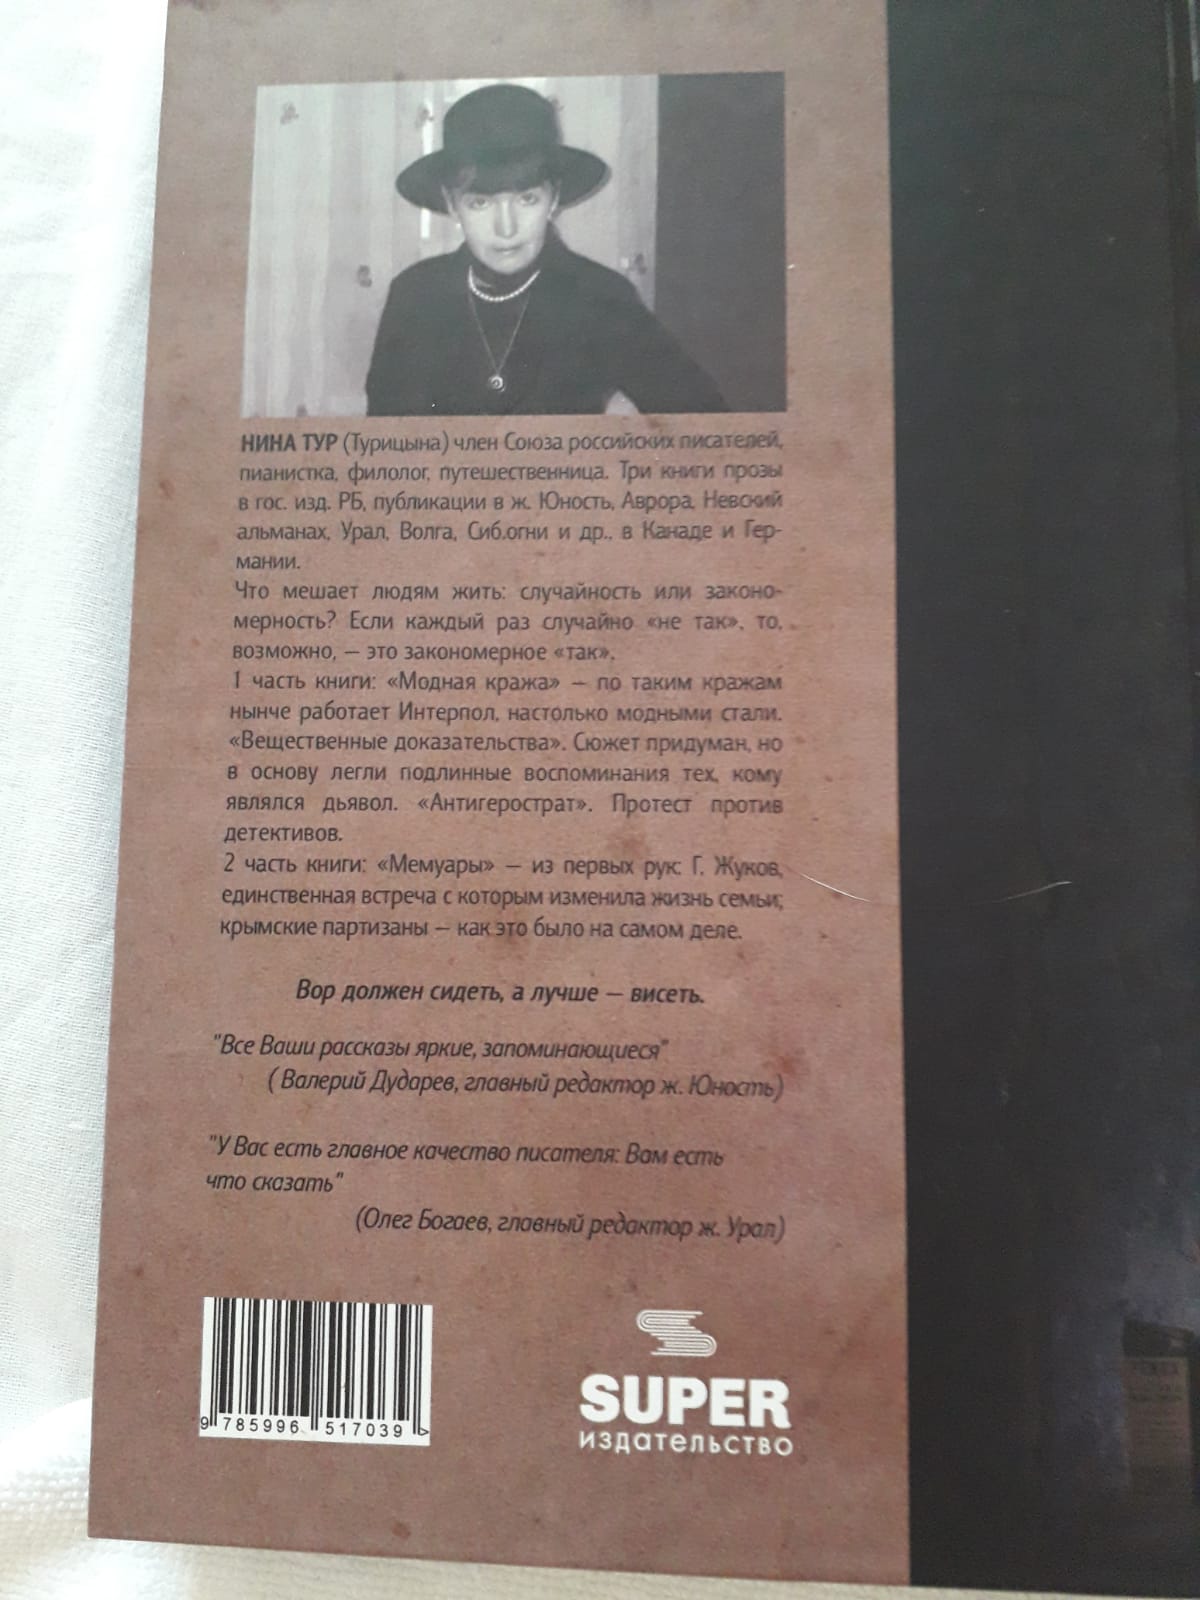 НИНА ТУР (Турицына) член Союза российских писателей,
пианистка, филолог, путешественница. Три книги прозы
в гос. изд. РБ, публикации в ж. Юность, Аврора, Невский
альманах, Урал, Волга, Сиб.огни и др., в Канаде и Гер-
мании.
Что мешает людям жить: случайность или законо-
мерность? Если каждый раз случайно «не так», то,
возможно, — это закономерное «так».
1 часть книги: «Модная кража» — по таким кражам
нынче работает Интерпол, настолько модными стали.
«Вещественные доказательства». Сюжет придуман, но
в основу легли подлинные воспоминания тех, кому
являлся дьявол. «Антигерострат». Протест против
детективов.
2 часть книги: «Мемуары» — из первых рук: Г. Жуков,
единственная встреча с которым изменила жизнь семьи;
крымские партизаны — как это было на самом деле.
Вор должен сидеть, а лучше — висеть.
"Все Ваши рассказы яркие, запоминающиеся"
( Валерий Дударев, главный редактор ж. Юность)
"У Вас есть главное качество писателя: Вам есть
что сказать"
(Олег Богаев, главный редактор ж. Урал)
9 785996 517039 >
SUPER
издательство